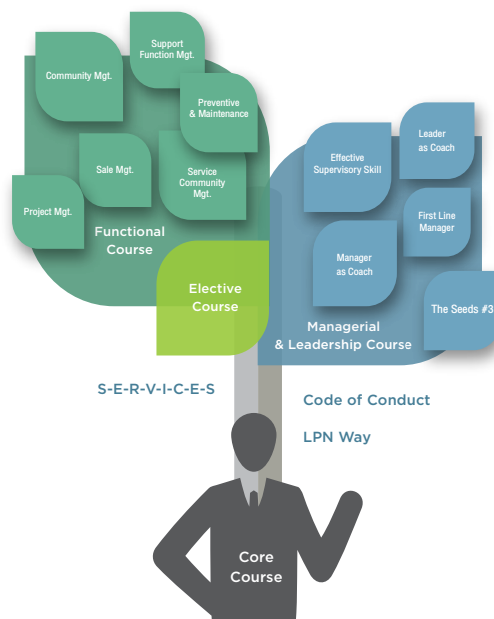 Support
Function Mgt.
Community Mgt.
Preventive
& Maintenance
Sale Mgt.
Service
Community
Mgt.
Project Mgt.
Functional
Course
Elective
Course
Leader
as Coach
Effective
Supervisory Skill
First Line
Manager
Manager
as Coach
The Seeds #3
Managerial
& Leadership Course
S-E-R-V-I-C-E-S
Code of Conduct
LPN Way
Core
Course